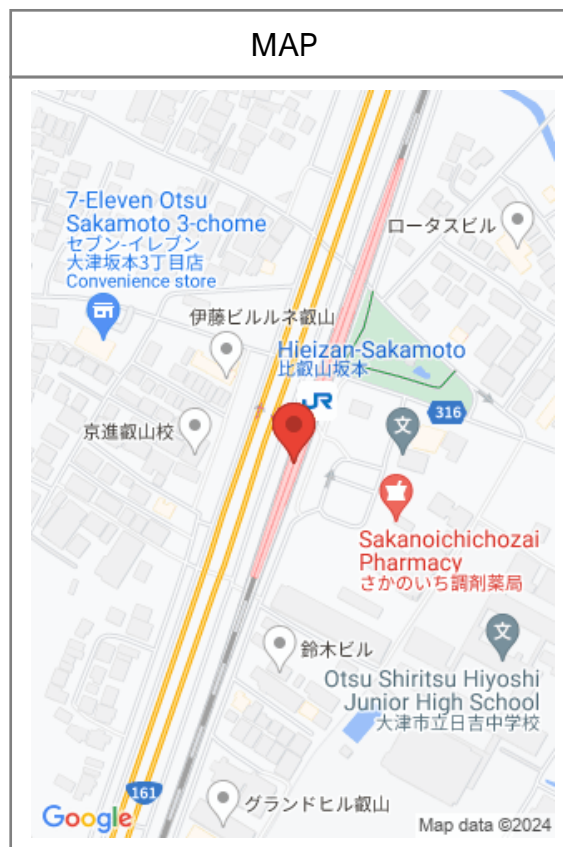 MAP
7-Eleven Otsu
Sakamoto 3-chome
セブン-イレブン
大津坂本3丁目店
Convenience store
ロータスビル
伊藤ビルルネ叡山
Hieizan-Sakamoto
比叡山坂本
JR
316
文
京進叡山校
Sakanoichichozai
Pharmacy
さかのいち調剤薬局
文
鈴木ビル
Otsu Shiritsu Hiyoshi
Junior High School
大津市立日吉中学校
161
グランドヒル叡山
Google
Map data ©2024